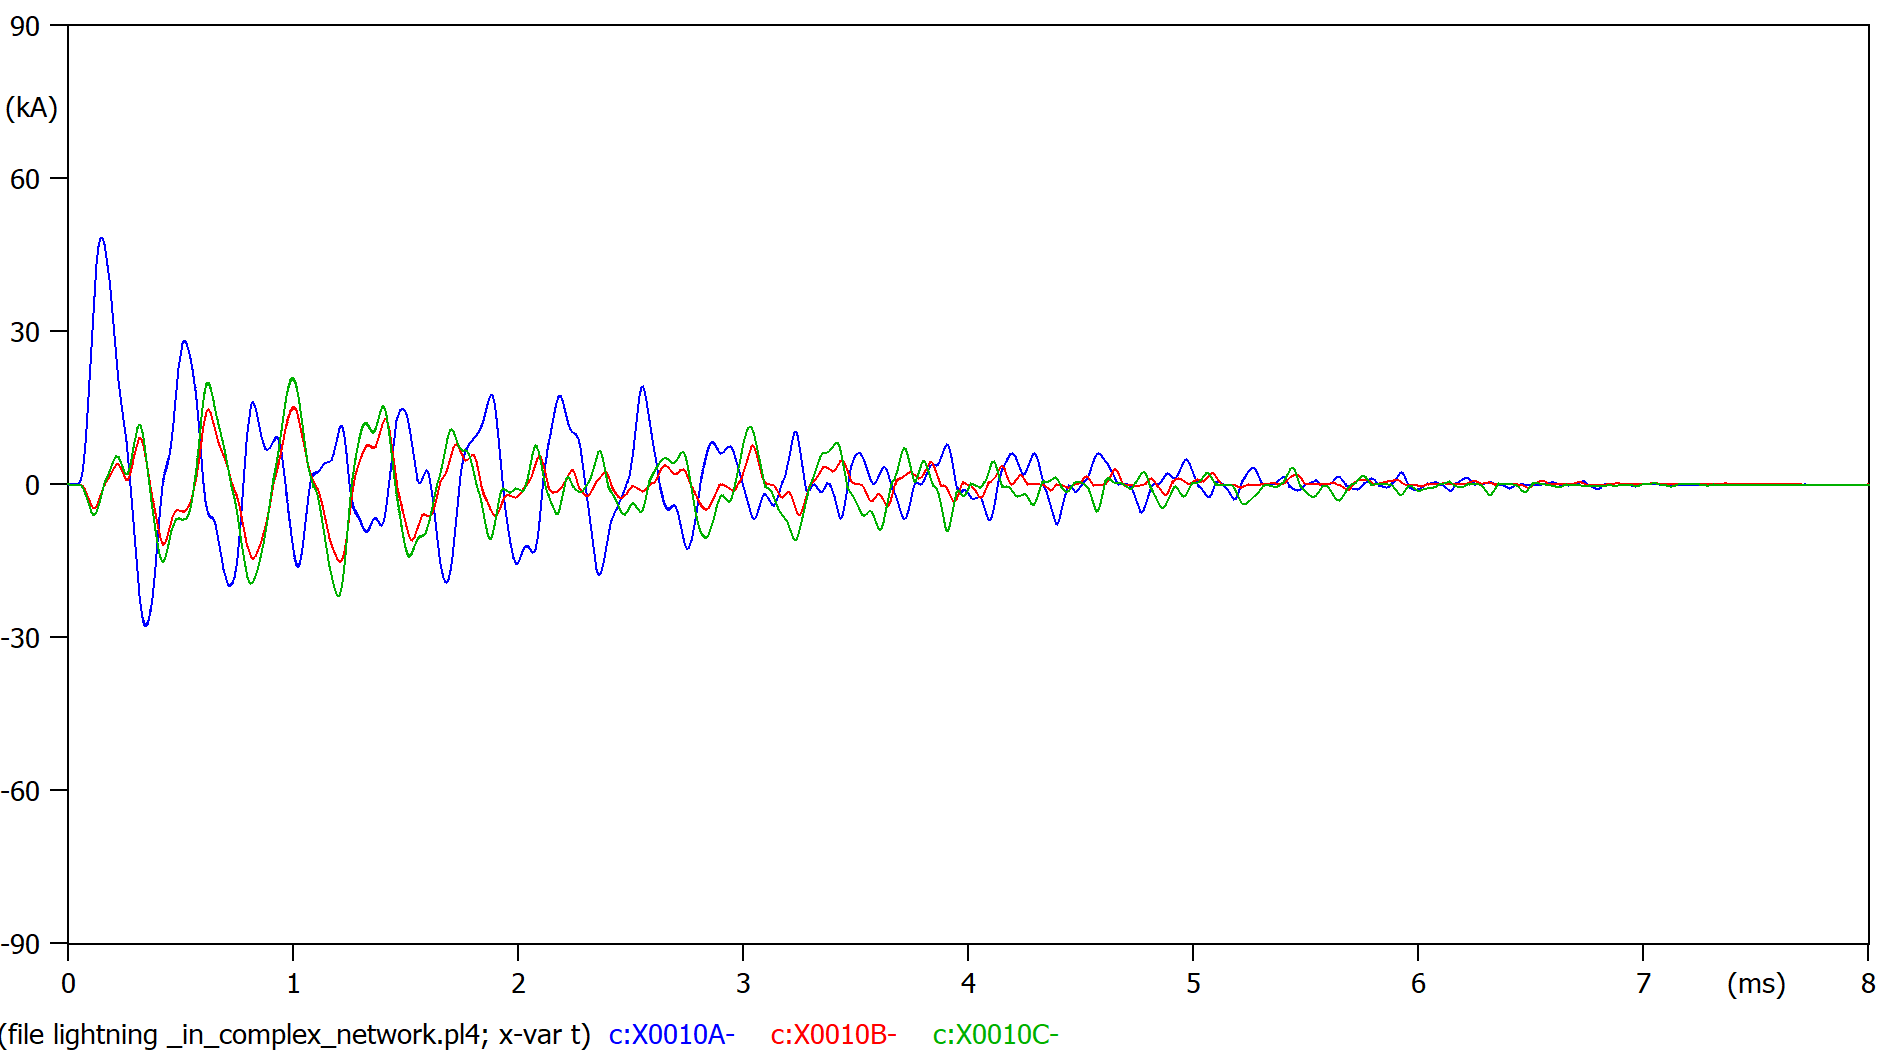 90
(kA)
60
30
0
-30
-60
-90
0 1 2 3 4 5 6 7 (ms) 8
(file lightning _in_complex_network.pl4; x-var t) c:X0010A- c:X0010B- c:X0010C-